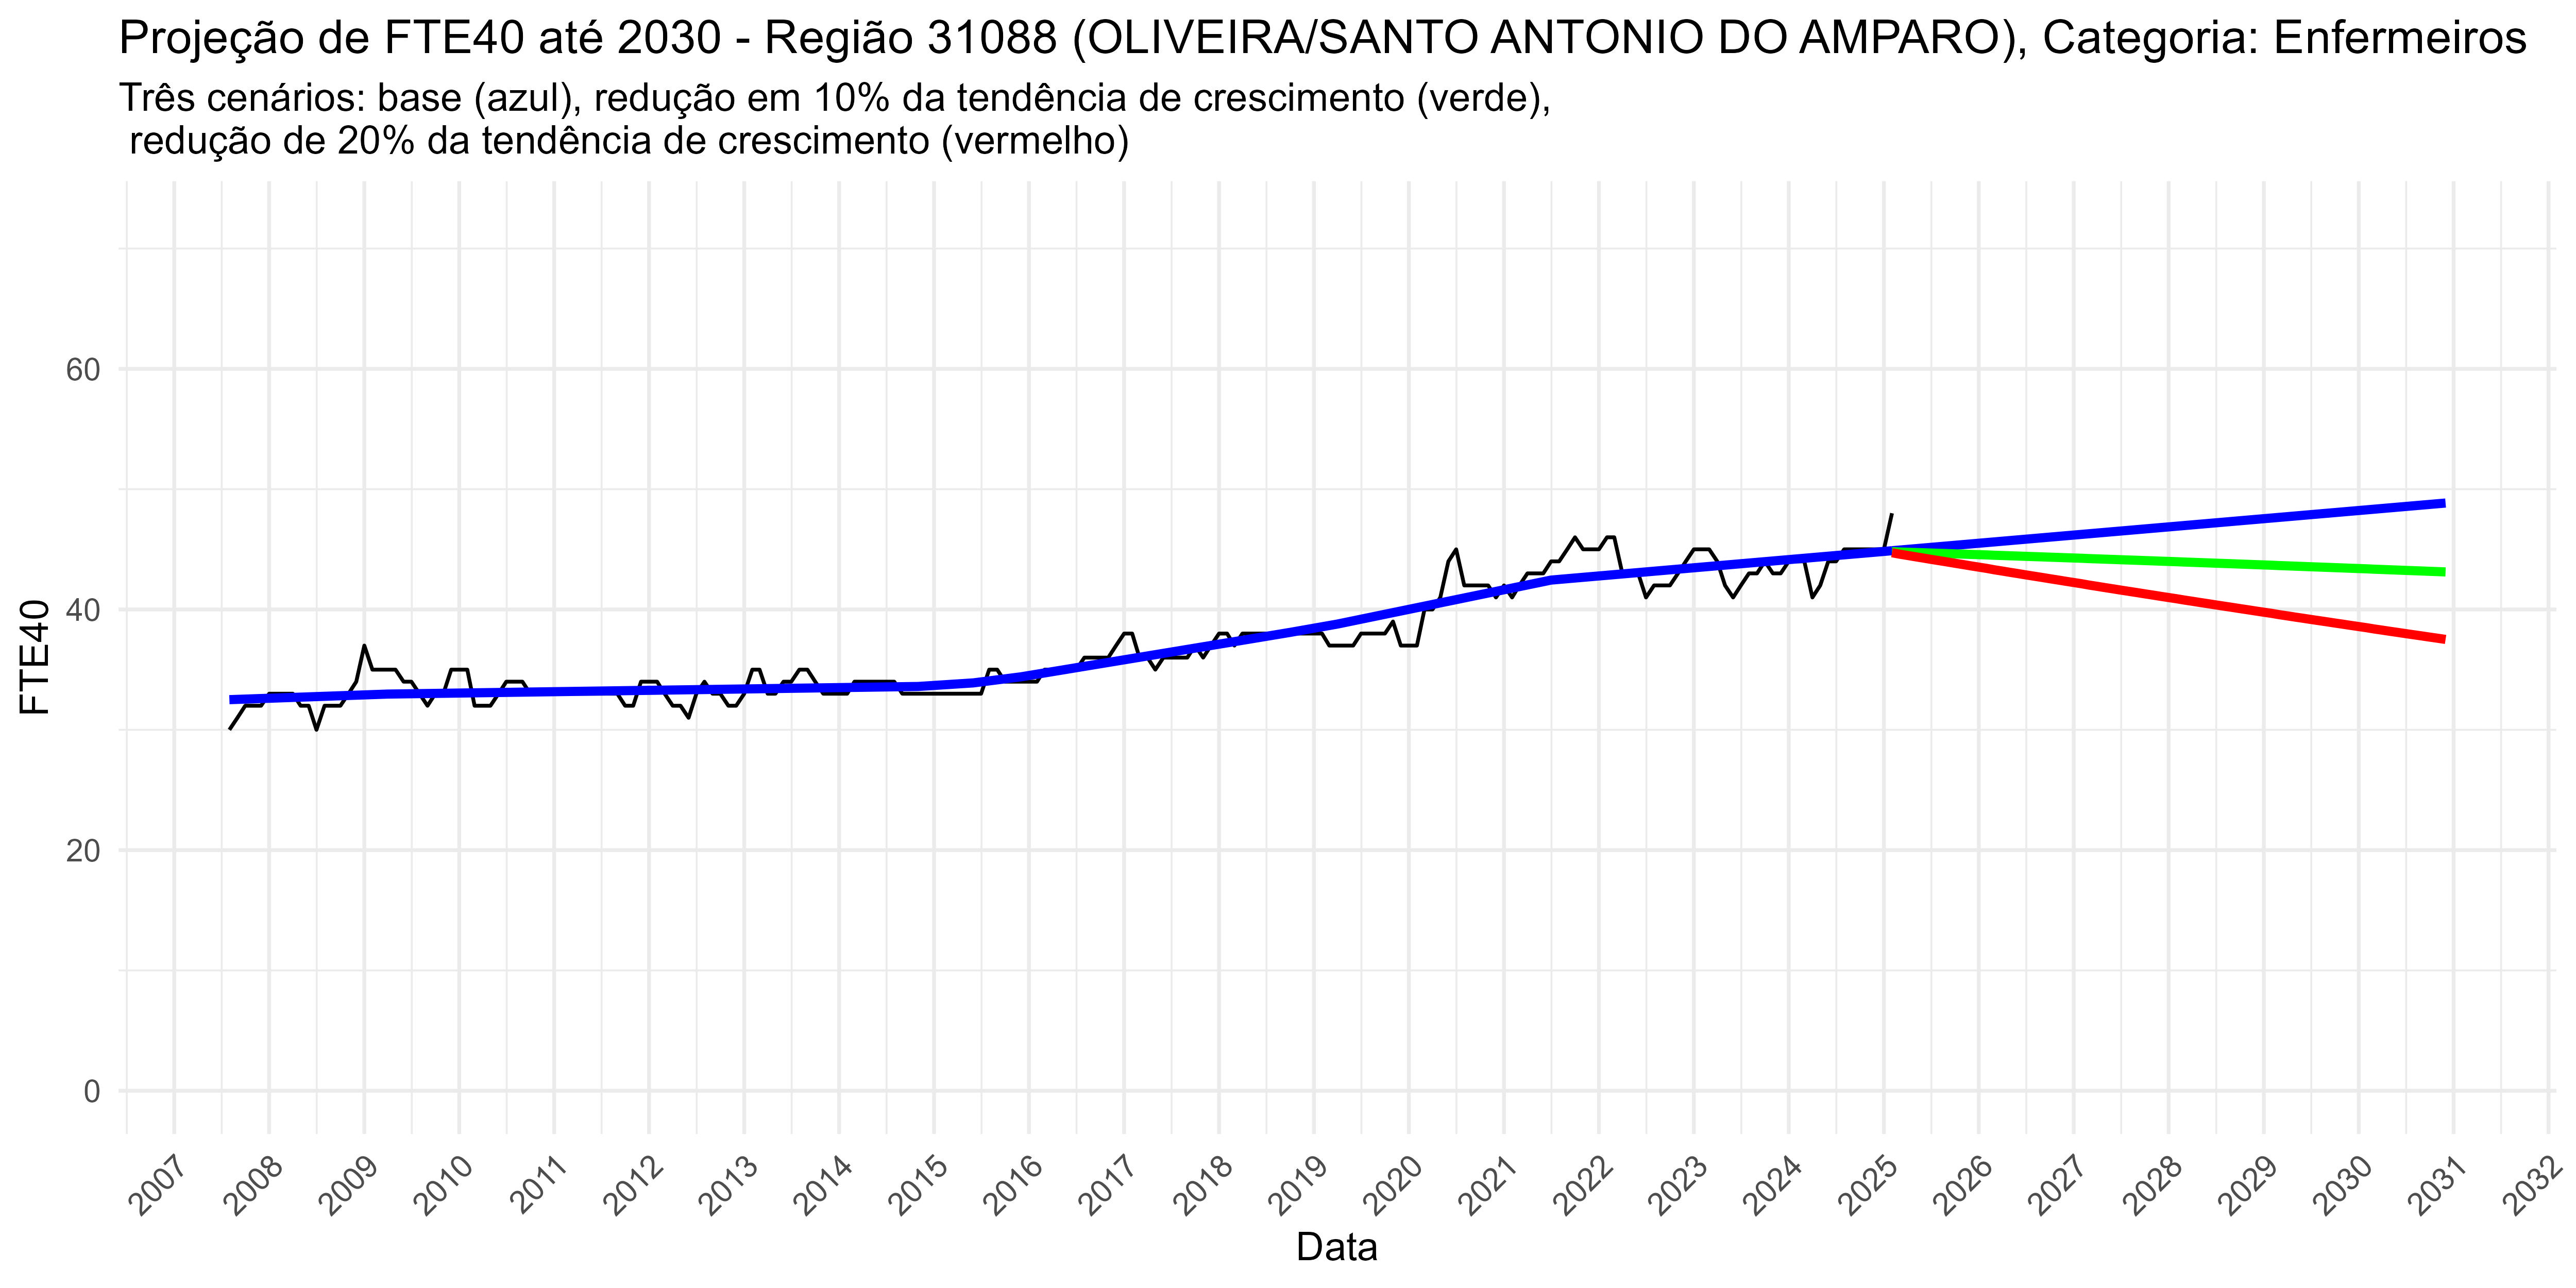 Projeção de FTE40 até 2030 - Região 31088 (OLIVEIRA/SANTO ANTONIO DO AMPARO), Categoria: Enfermeiros
Três cenários: base (azul), redução em 10% da tendência de crescimento (verde),
redução de 20% da tendência de crescimento (vermelho)
FTE40
60
40
20
0
2007 2008 2009 2010 2011 2012 2013 2014 2015 2016 2017 2018 2019 2020 2021 2022 2023 2024 2025 2026 2027 2028 2029 2030 2031 2032
Data